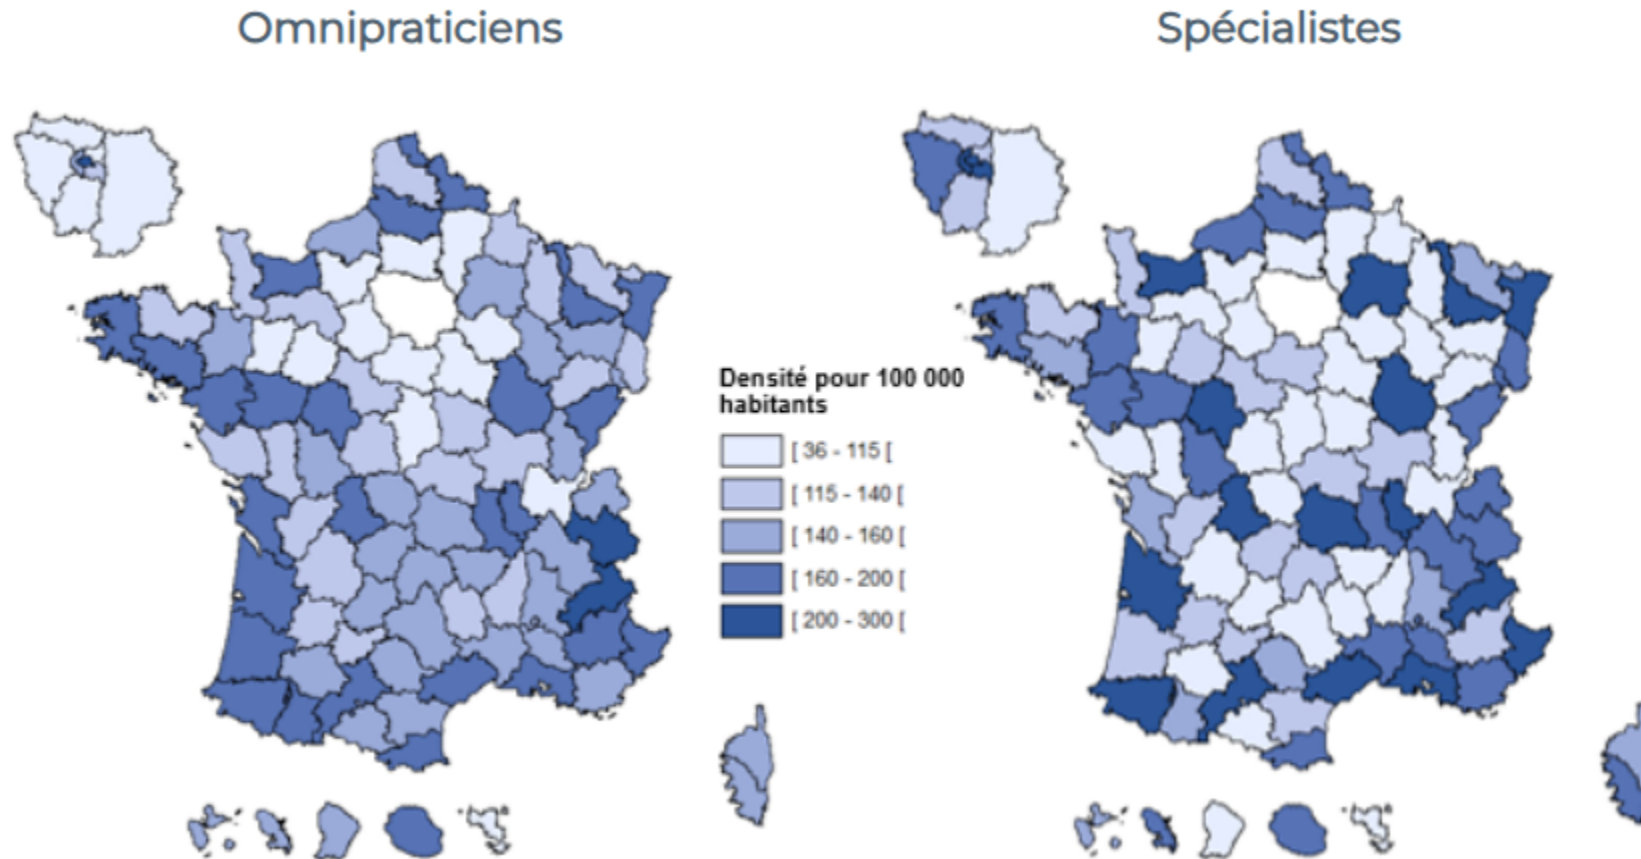 Omnipraticiens
Spécialistes
Densité pour 100 000
habitants
[ 36 - 115 [
[ 115 - 140 [
[ 140 - 160 [
[ 160 - 200 [
[ 200 - 300 [